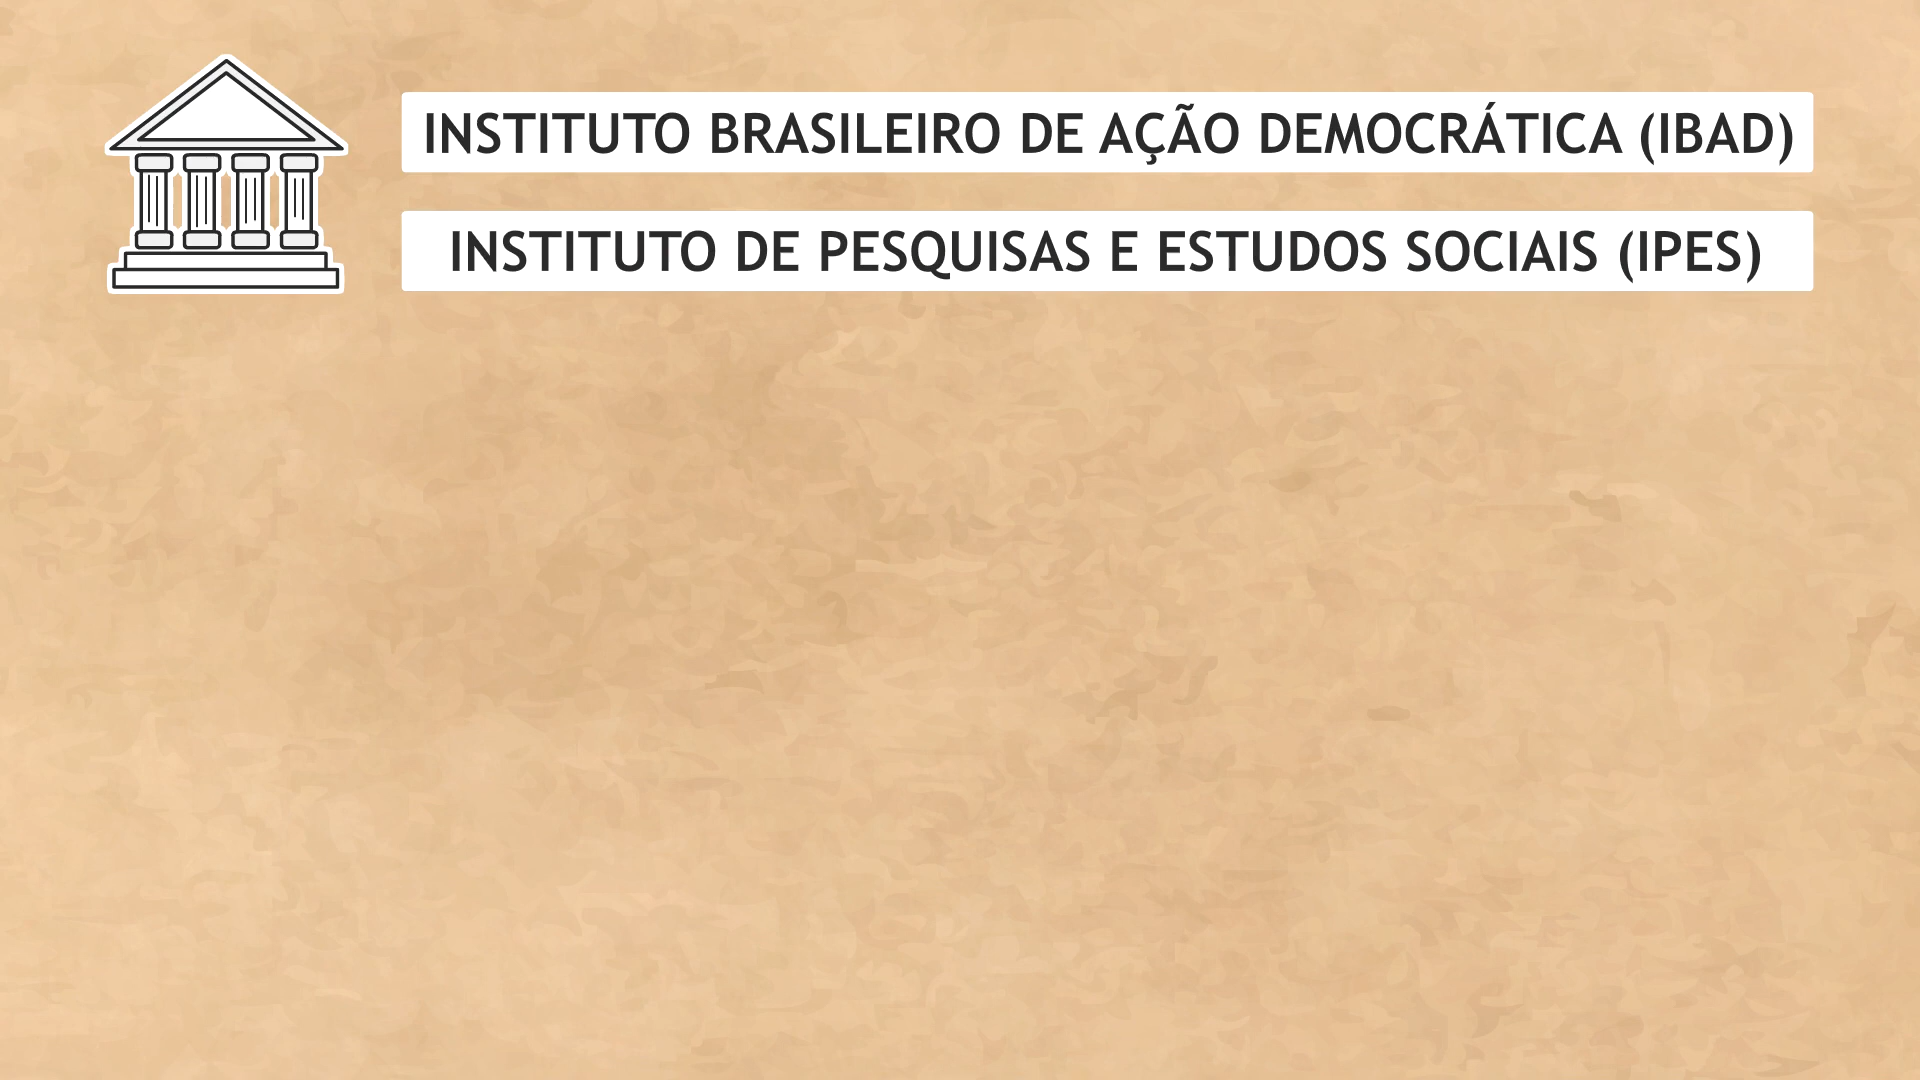 INSTITUTO BRASILEIRO DE AÇÃO DEMOCRÁTICA (IBAD)
INSTITUTO DE PESQUISAS E ESTUDOS SOCIAIS (IPES)